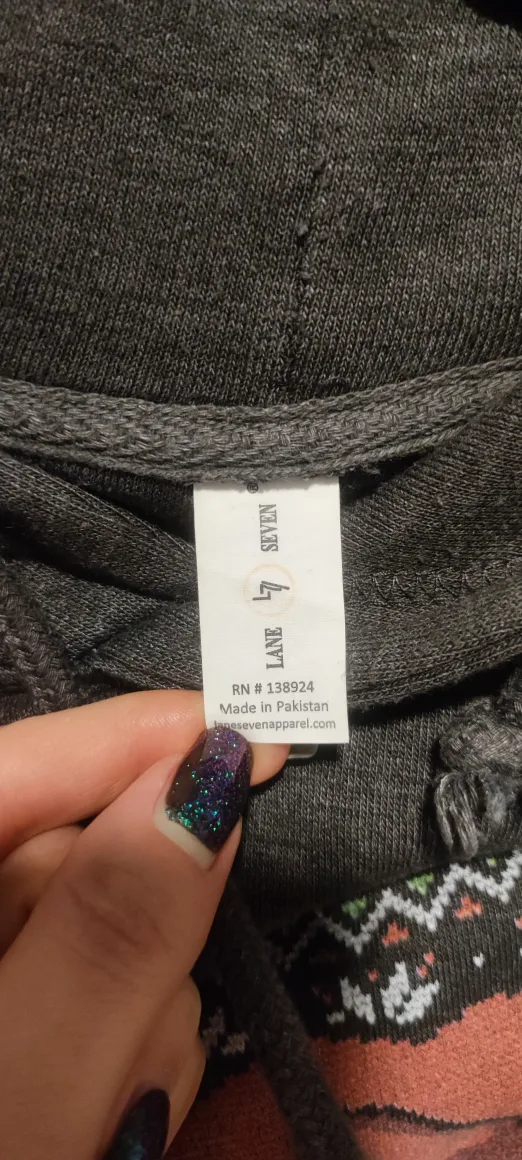 LANE L7 SEVEN ®
RN # 138924
Made in Pakistan
lanesevenapparel.com